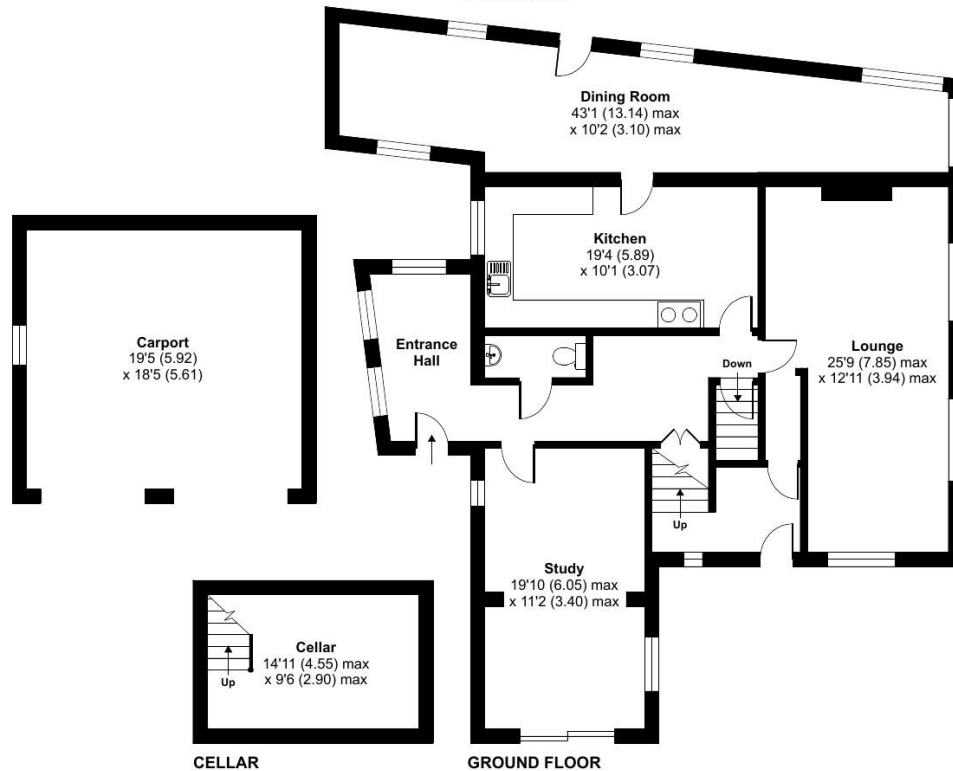 Dining Room
43'1 (13.14) max
x 10'2 (3.10) max
Kitchen
19'4 (5.89)
x 10'1 (3.07)
Carport
19'5 (5.92)
x 18'5 (5.61)
Entrance
Hall
Down
Lounge
25'9 (7.85) max
x 12'11 (3.94) max
Up
Study
19'10 (6.05) max
x 11'2 (3.40) max
Cellar
14'11 (4.55) max
x 9'6 (2.90) max
Up
CELLAR
GROUND FLOOR